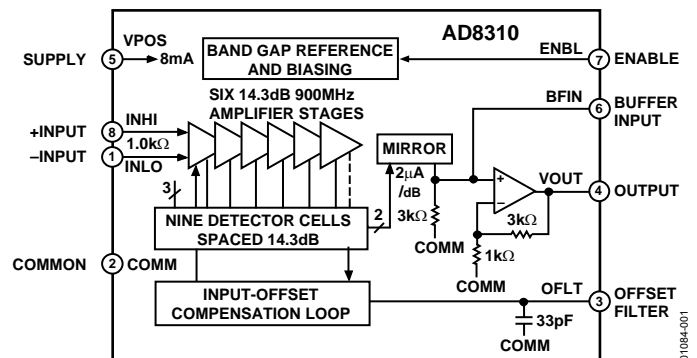 AD8310
SUPPLY
5
VPOS
8mA
BAND GAP REFERENCE
AND BIASING
ENBL
7
ENABLE
SIX 14.3dB 900MHz
AMPLIFIER STAGES
BFIN
6
BUFFER
INPUT
+INPUT
8
INHI
1.0kΩ
–INPUT
1
INLO
MIRROR
2μA
/dB
3
NINE DETECTOR CELLS
SPACED 14.3dB
2
3kΩ
COMM
+
–
VOUT
4
OUTPUT
3kΩ
1kΩ
COMM
COMMON
2
COMM
INPUT-OFFSET
COMPENSATION LOOP
OFLT
3
OFFSET
FILTER
33pF
COMM
01084-001